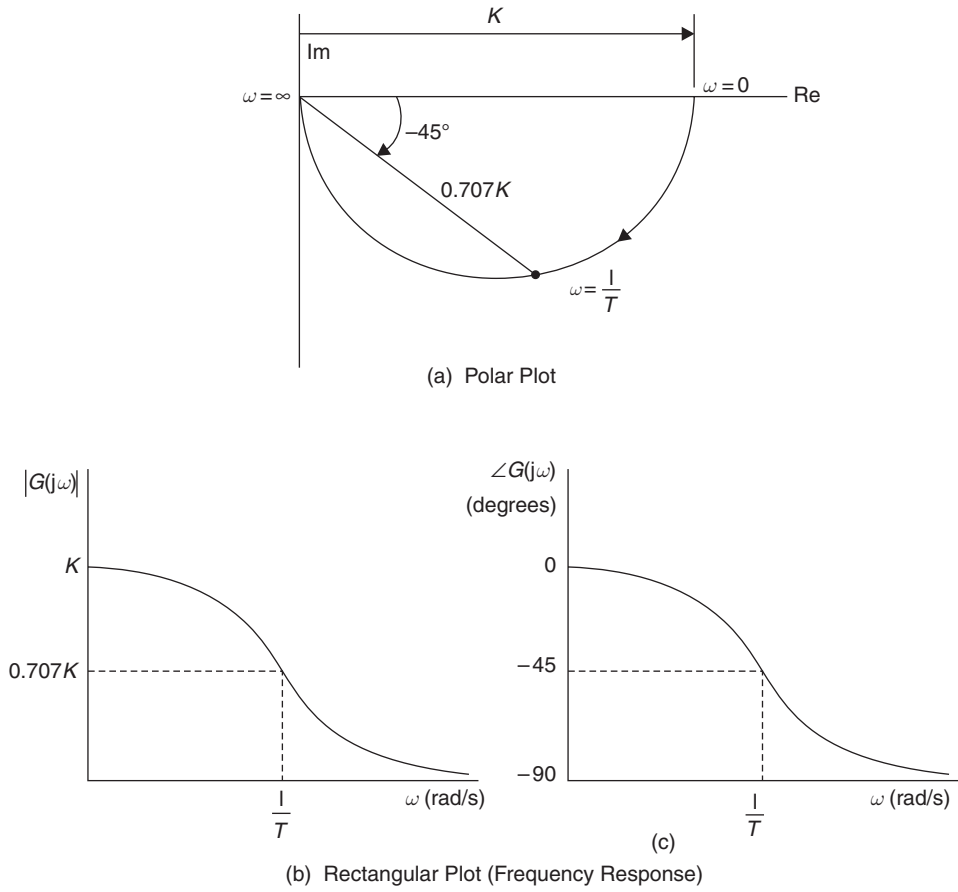 K
Im
ω = ∞
ω = 0
Re
−45°
0.707K
ω = 1/T
(a) Polar Plot
|G(jω)|
K
0.707K
1/T
ω (rad/s)
∠G(jω)
(degrees)
0
−45
−90
1/T
ω (rad/s)
(c)
(b) Rectangular Plot (Frequency Response)